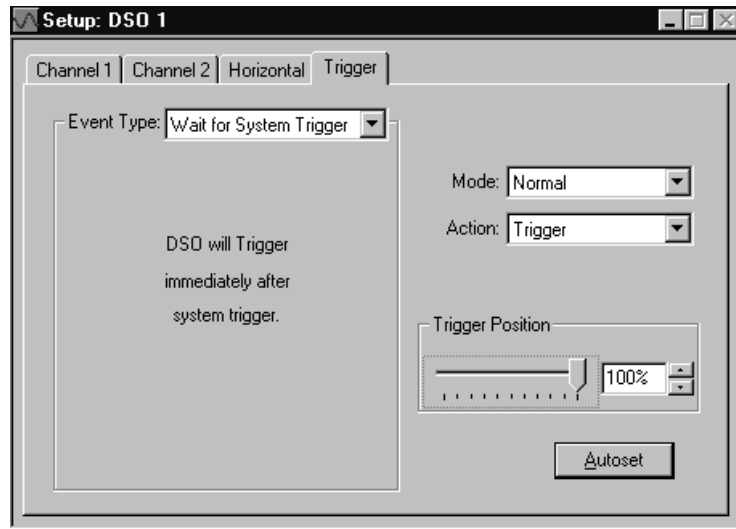 Setup: DSO 1
Channel 1 Channel 2 Horizontal Trigger
Event Type: Wait for System Trigger
Mode: Normal
Action: Trigger
DSO will Trigger
immediately after
system trigger.
Trigger Position
100%
Autoset